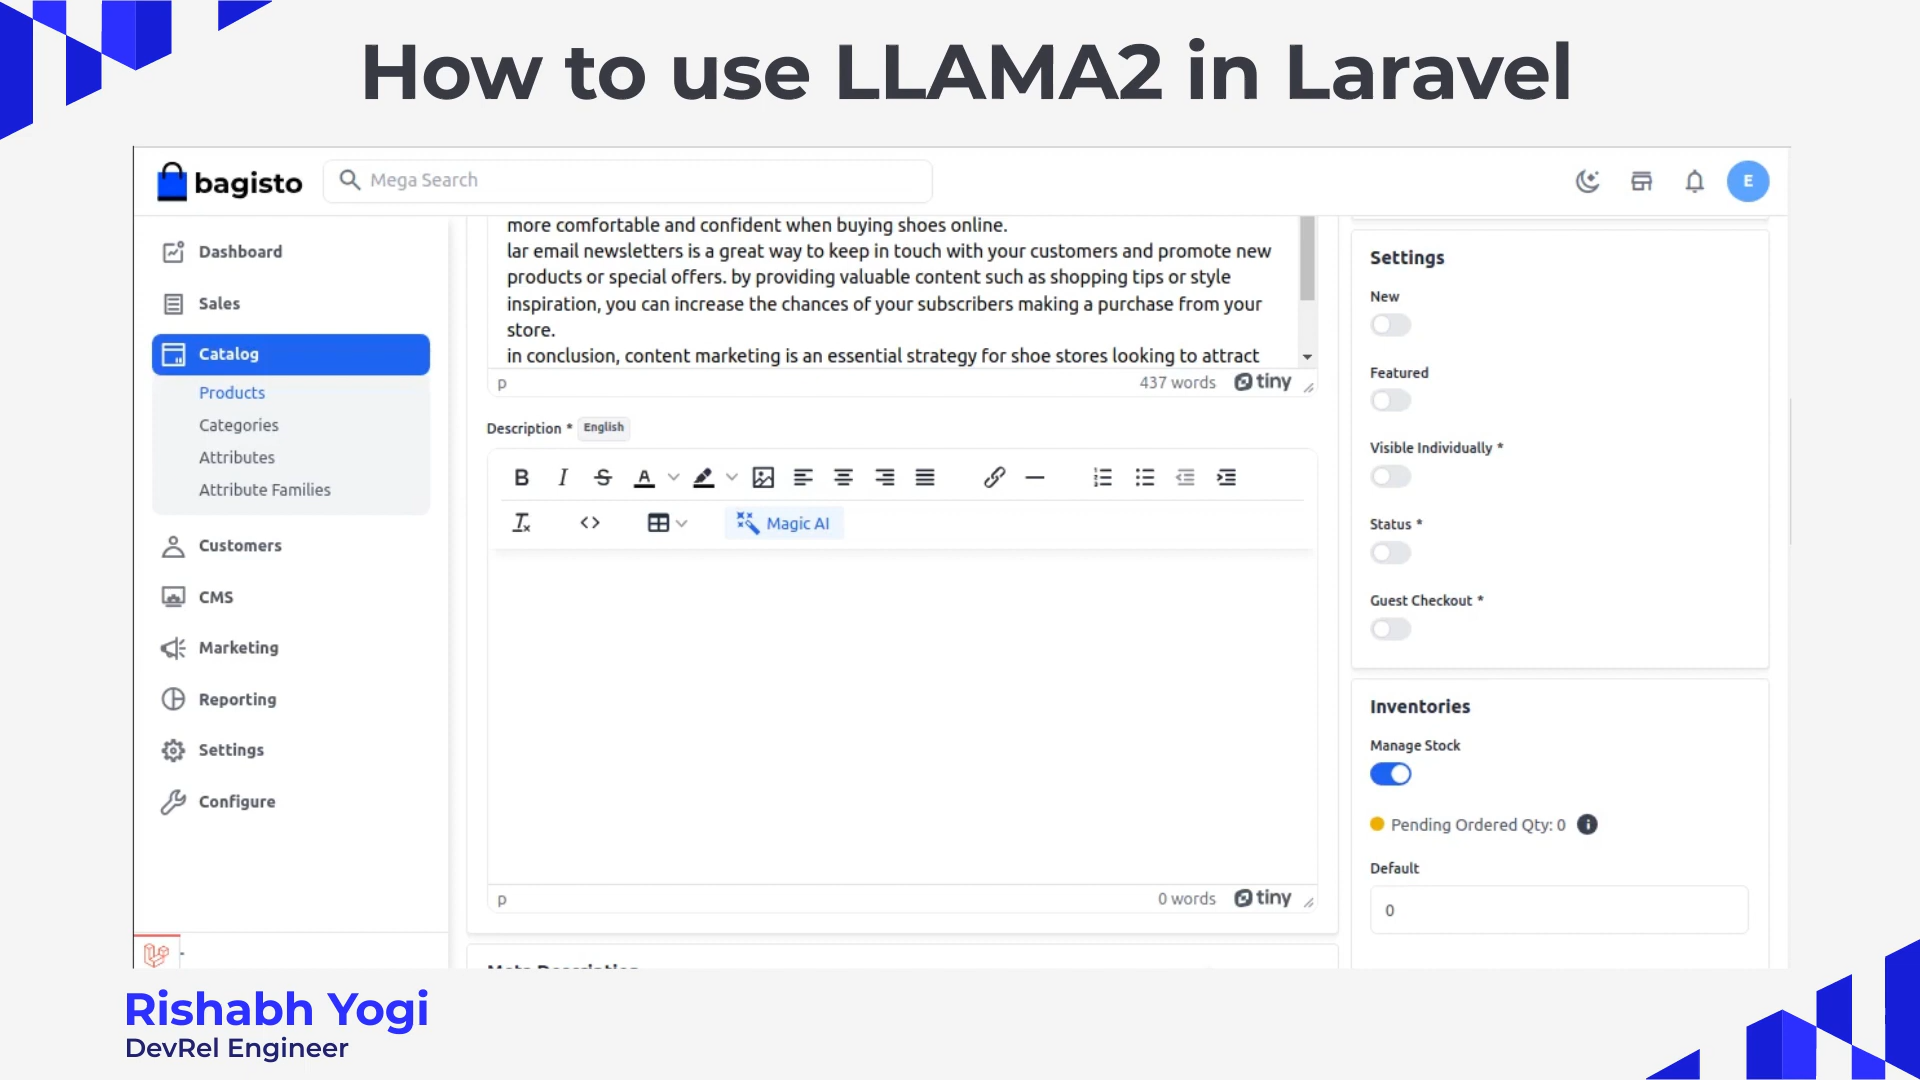 How to use LLAMA2 in Laravel
bagisto
Mega Search
E
Dashboard
Sales
Catalog
Products
Categories
Attributes
Attribute Families
Customers
CMS
Marketing
Reporting
Settings
Configure
more comfortable and confident when buying shoes online.
lar email newsletters is a great way to keep in touch with your customers and promote new
products or special offers. by providing valuable content such as shopping tips or style
inspiration, you can increase the chances of your subscribers making a purchase from your
store.
in conclusion, content marketing is an essential strategy for shoe stores looking to attract
p
437 words
tiny
Description * English
Magic AI
p
0 words
tiny
Meta Description
Settings
New
Featured
Visible Individually *
Status *
Guest Checkout *
Inventories
Manage Stock
Pending Ordered Qty: 0
Default
0
Rishabh Yogi
DevRel Engineer